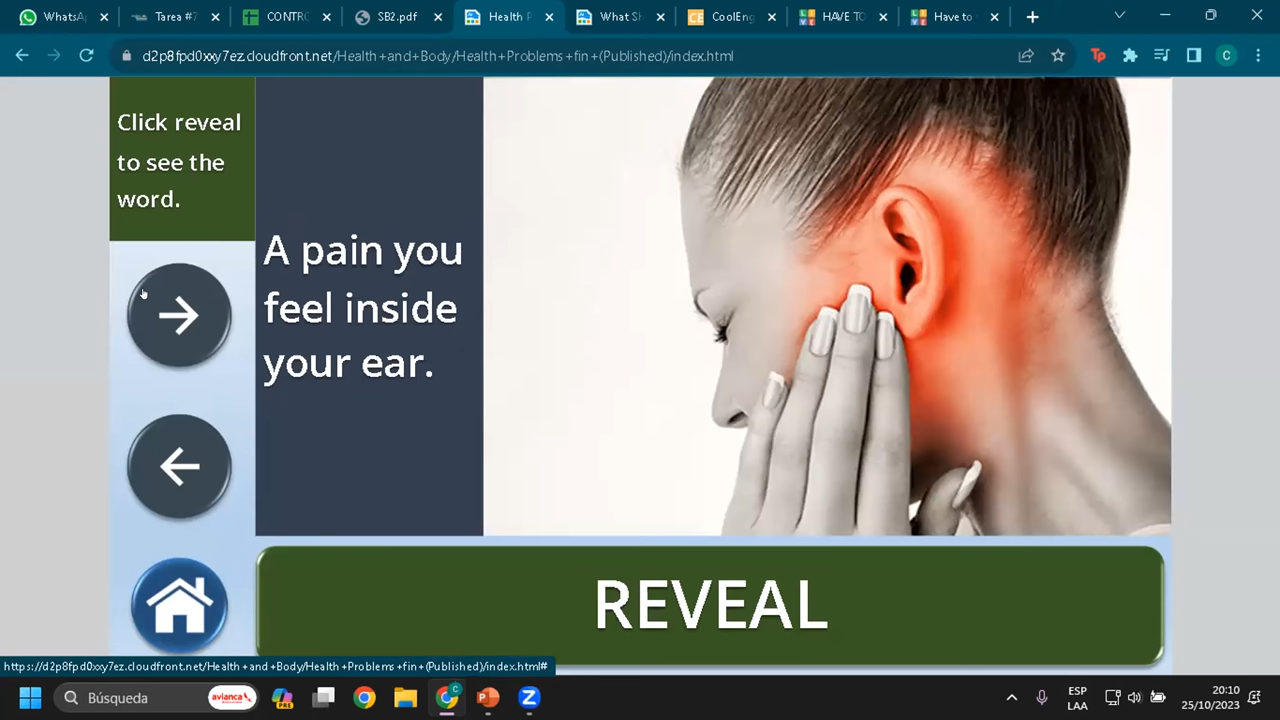 WhatsA
Tarea #7
CONTRO
SB2.pdf
Health P
What Sh
CoolEng
HAVE TO
Have to
d2p8fpd0xxy7ez.cloudfront.net/Health+and+Body/Health+Problems+fin+(Published)/index.html
Tp
C
Click reveal
to see the
word.
A pain you
feel inside
your ear.
REVEAL
https://d2p8fpd0xxy7ez.cloudfront.net/Health+and+Body/Health+Problems+fin+(Published)/index.html#
Búsqueda
avianca
PRE
ESP
LAA
20:10
25/10/2023